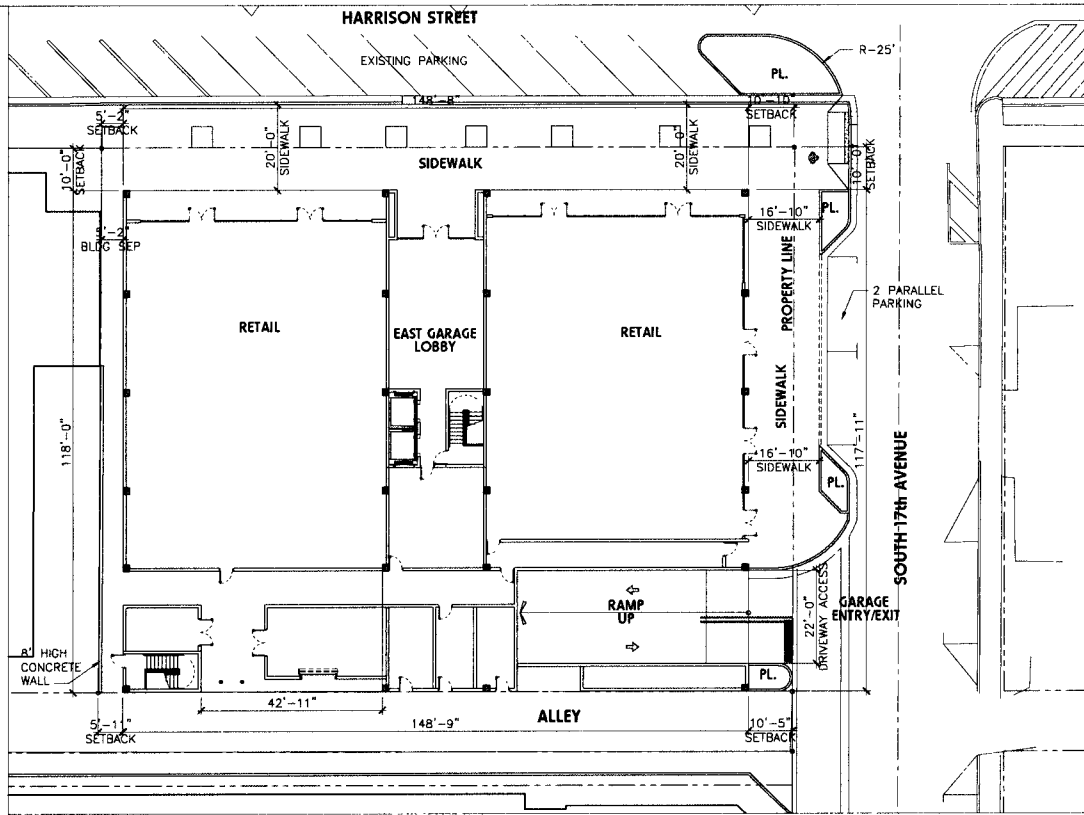 HARRISON STREET
EXISTING PARKING
R-25'
PL.
148'-8"
5'-2"
SETBACK
10'-10"
SETBACK
20'-0"
SIDEWALK
20'-0"
SIDEWALK
SIDEWALK
10'-0"
SETBACK
10'-0"
SETBACK
5'-2"
BLDG SEP
16'-10"
SIDEWALK
PL.
PROPERTY LINE
2 PARALLEL
PARKING
RETAIL
EAST GARAGE
LOBBY
RETAIL
SIDEWALK
118'-0"
117'-11"
SOUTH 17th AVENUE
16'-10"
SIDEWALK
PL.
RAMP
UP
22'-0"
DRIVEWAY ACCESS
GARAGE
ENTRY/EXIT
8' HIGH
CONCRETE
WALL
PL.
42'-11"
5'-11"
SETBACK
148'-9"
ALLEY
10'-5"
SETBACK